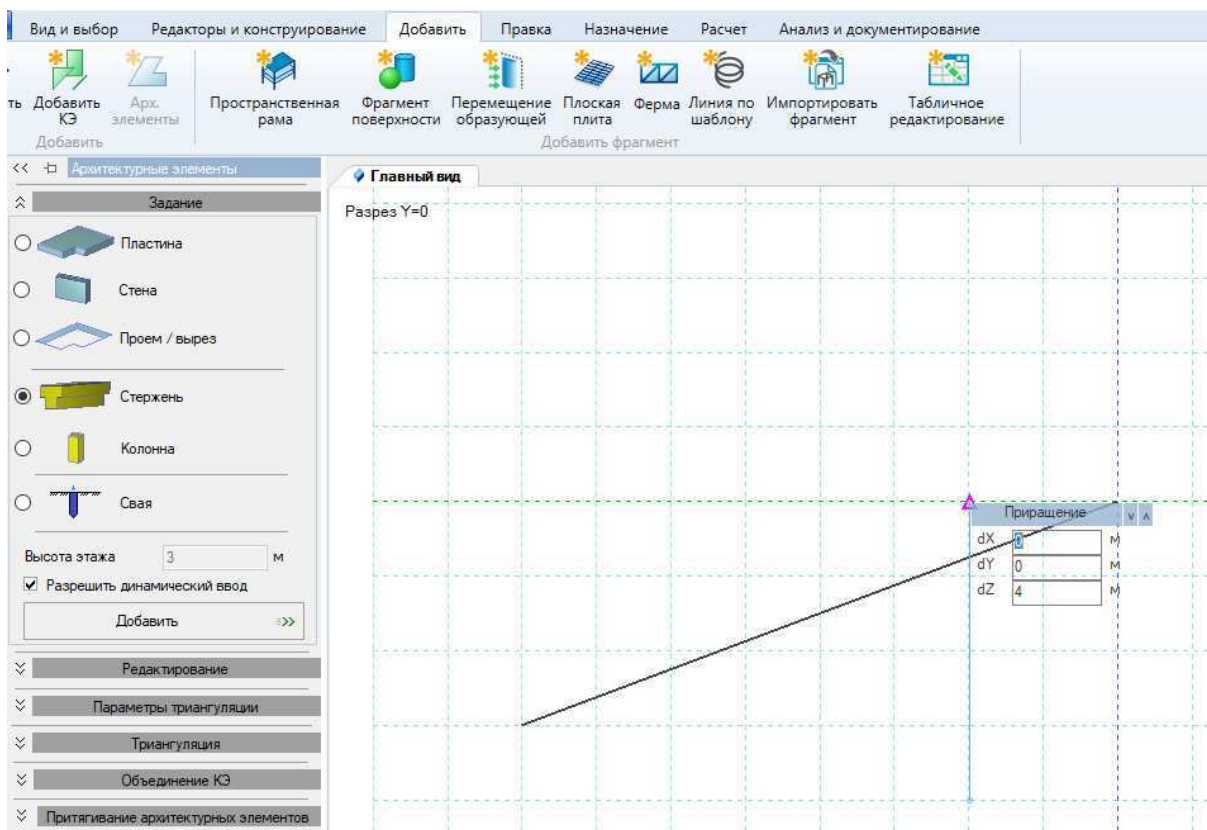 Вид и выбор Редакторы и конструирование Добавить Правка Назначение Расчет Анализ и документирование
ть Добавить КЭ
Арх. элементы
Пространственная рама
Фрагмент поверхности
Перемещение образующей
Плоская плита
Ферма
Линия по шаблону
Импортировать фрагмент
Табличное редактирование
Добавить Добавить фрагмент
<< Архитектурные элементы
Главный вид
Задание
Разрез Y=0
Пластина
Стена
Проем / вырез
Стержень
Колонна
Свая
Приращение
dX 0 м
dY 0 м
dZ 4 м
Высота этажа 3 м
Разрешить динамический ввод
Добавить >>
Редактирование
Параметры триангуляции
Триангуляция
Объединение КЭ
Притягивание архитектурных элементов